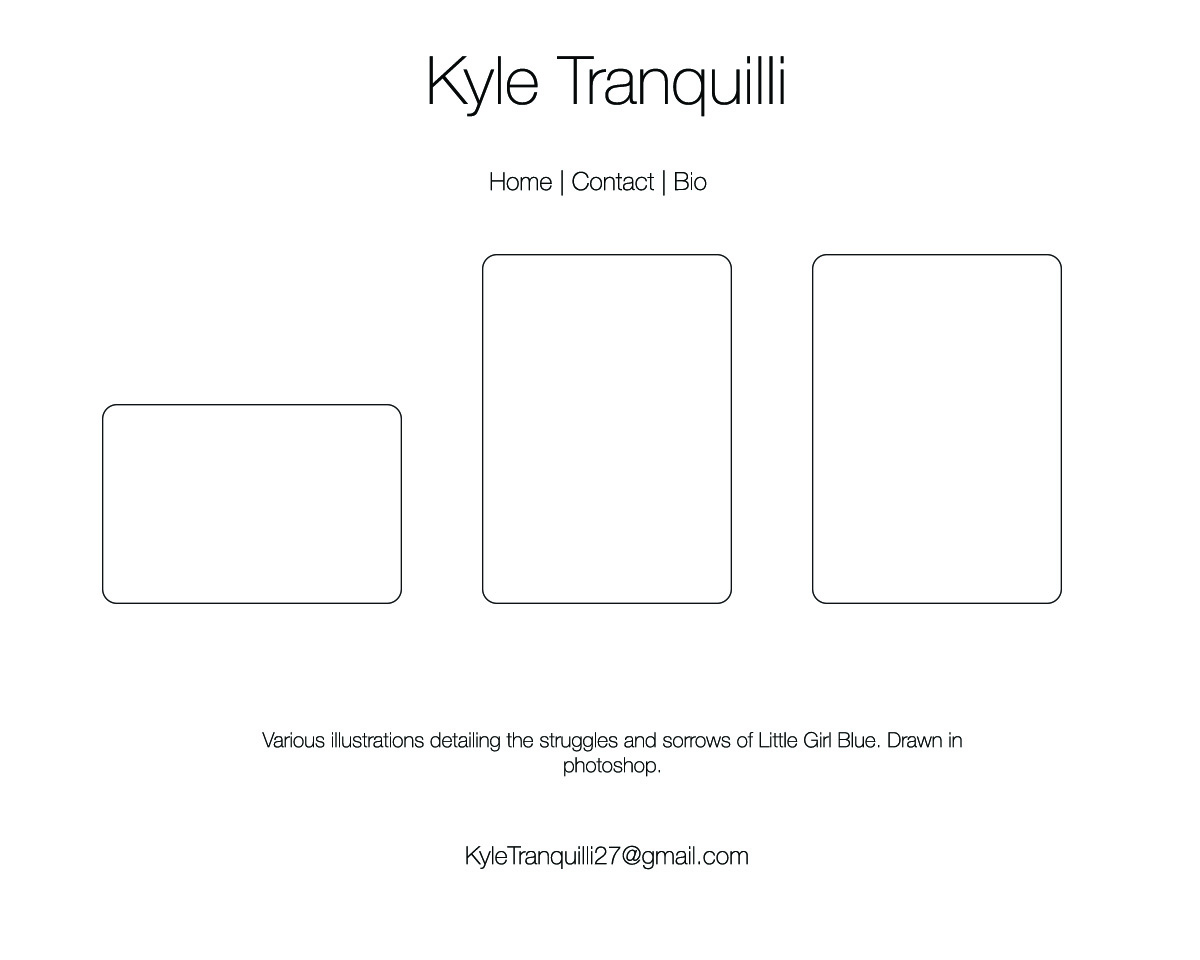 Kyle Tranquilli
Home | Contact | Bio
Various illustrations detailing the struggles and sorrows of Little Girl Blue. Drawn in
photoshop.
KyleTranquilli27@gmail.com